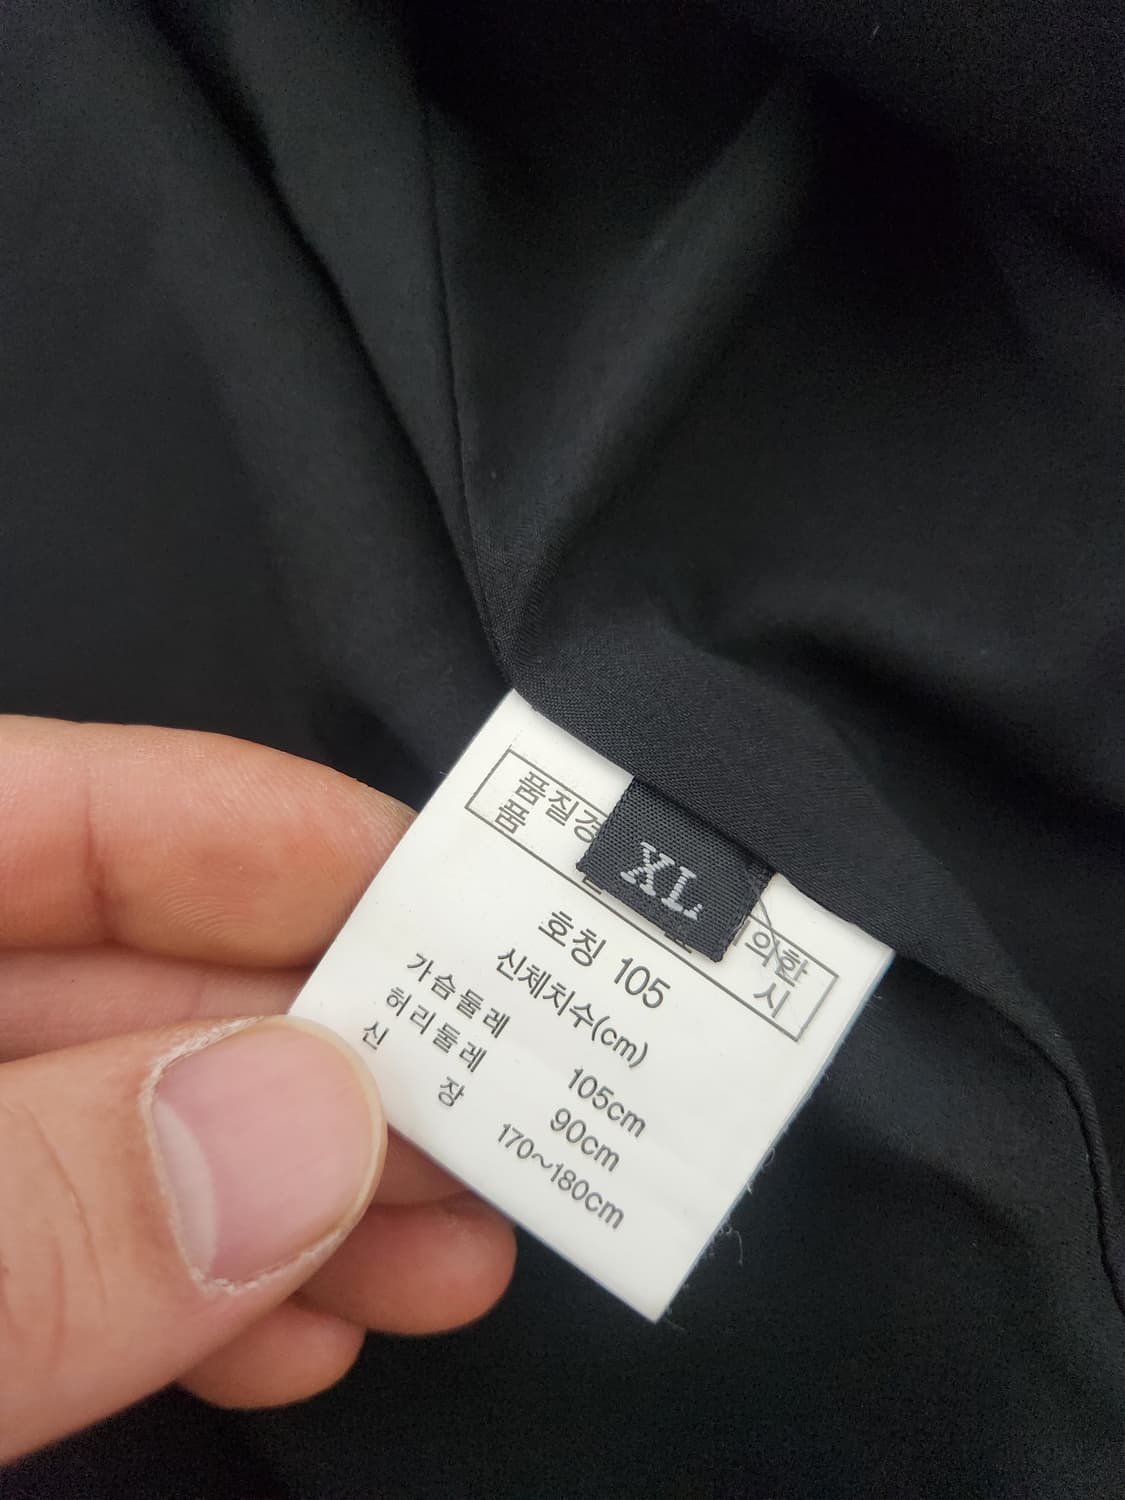 품질경
품 의한
시
XL
호칭 105
신체치수(cm)
가슴둘레 105cm
허리둘레 90cm
신 장 170~180cm